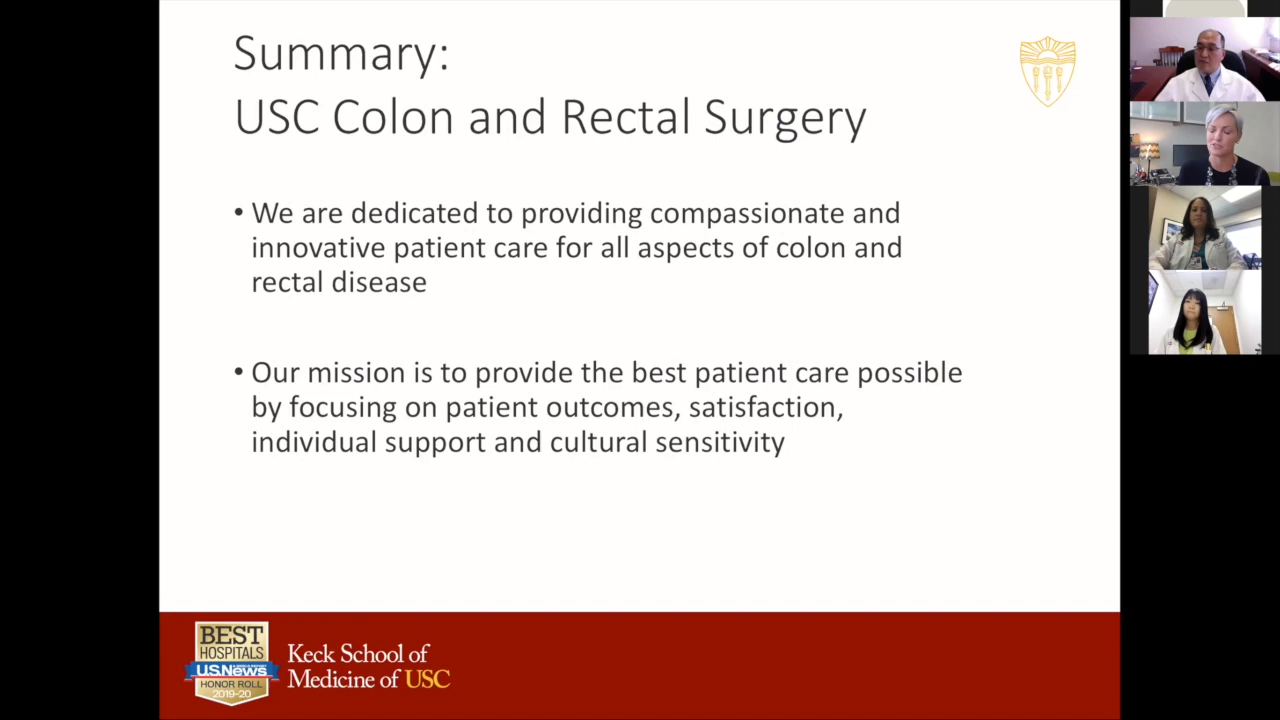 Summary:
USC Colon and Rectal Surgery
• We are dedicated to providing compassionate and
innovative patient care for all aspects of colon and
rectal disease
• Our mission is to provide the best patient care possible
by focusing on patient outcomes, satisfaction,
individual support and cultural sensitivity
BEST
HOSPITALS
U.S.News
HONOR ROLL
2019-20
Keck School of
Medicine of USC